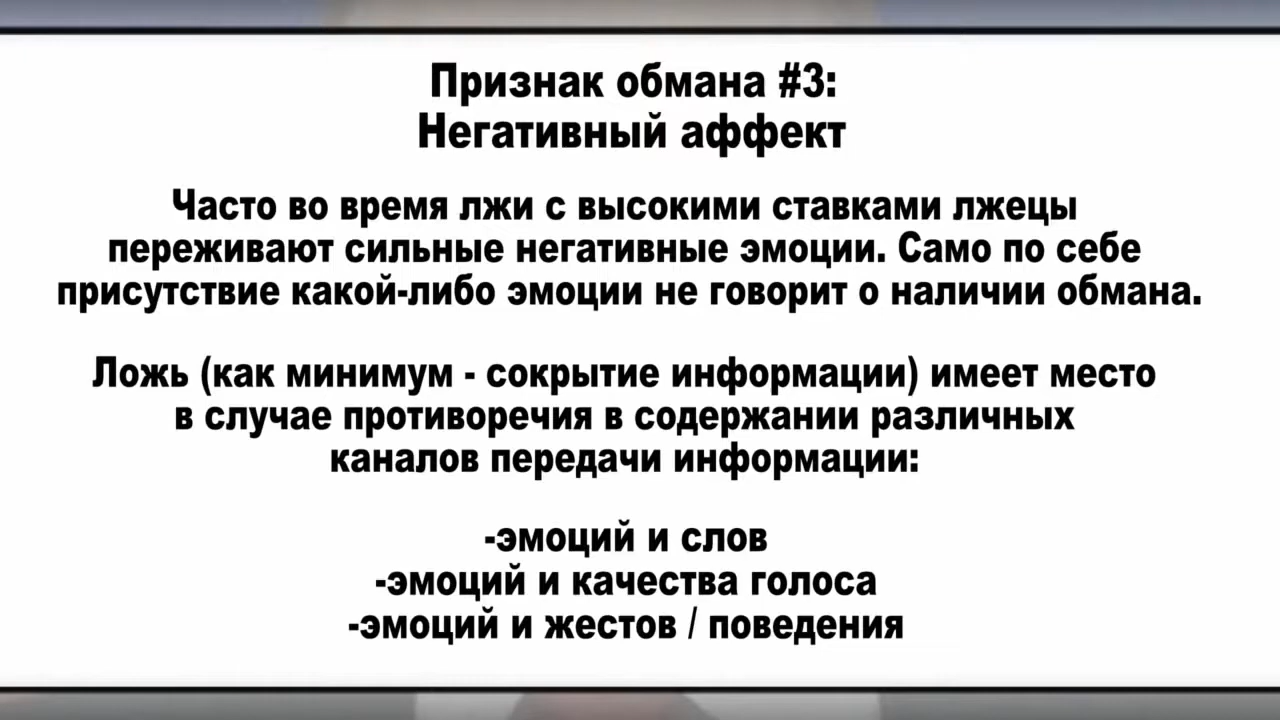 Признак обмана #3:
Негативный аффект
Часто во время лжи с высокими ставками лжецы
переживают сильные негативные эмоции. Само по себе
присутствие какой-либо эмоции не говорит о наличии обмана.
Ложь (как минимум - сокрытие информации) имеет место
в случае противоречия в содержании различных
каналов передачи информации:
-эмоций и слов
-эмоций и качества голоса
-эмоций и жестов / поведения